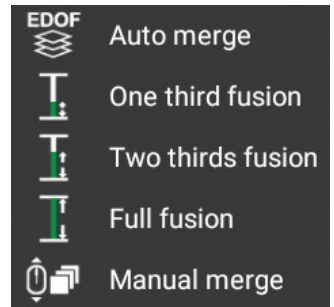 EDOF
Auto merge
One third fusion
Two thirds fusion
Full fusion
Manual merge